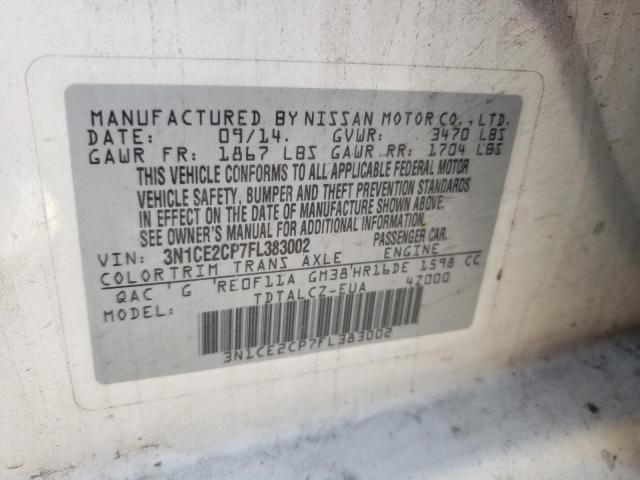 MANUFACTURED BY NISSAN MOTOR CO., LTD.
DATE: 09/14. GVWR: 3470 LBS
GAWR FR: 1867 LBS GAWR RR: 1704 LBS
THIS VEHICLE CONFORMS TO ALL APPLICABLE FEDERAL MOTOR
VEHICLE SAFETY, BUMPER AND THEFT PREVENTION STANDARDS
IN EFFECT ON THE DATE OF MANUFACTURE SHOWN ABOVE.
SEE OWNER'S MANUAL FOR ADDITIONAL INFORMATION.
VIN: 3N1CE2CP7FL383002 PASSENGER CAR.
COLOR TRIM TRANS AXLE ENGINE
QAC ' G 'RE0F11A GM38'HR16DE 1598 CC
MODEL: TDTALCZ-EUA 4Z000
3N1CE2CP7FL383002